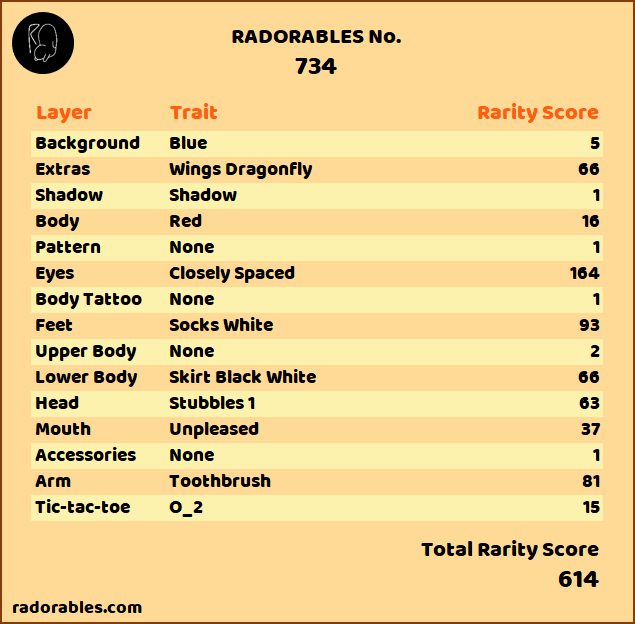 RADORABLES No.
734
Layer Trait Rarity Score
Background Blue 5
Extras Wings Dragonfly 66
Shadow Shadow 1
Body Red 16
Pattern None 1
Eyes Closely Spaced 164
Body Tattoo None 1
Feet Socks White 93
Upper Body None 2
Lower Body Skirt Black White 66
Head Stubbles 1 63
Mouth Unpleased 37
Accessories None 1
Arm Toothbrush 81
Tic-tac-toe O_2 15
Total Rarity Score
614
radorables.com